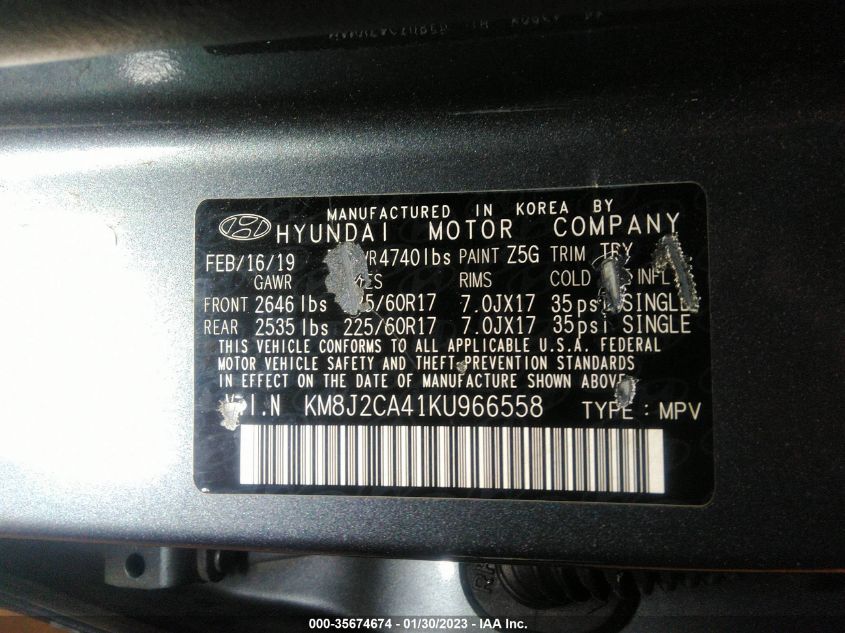 MANUFACTURED IN KOREA BY
HYUNDAI MOTOR COMPANY
FEB/16/19 4740lbs PAINT Z5G TRIM TRY
GAWR RIMS COLD INFL
FRONT 2646 lbs /60R17 7.0JX17 35psi SINGLE
REAR 2535 lbs 225/60R17 7.0JX17 35psi SINGLE
THIS VEHICLE CONFORMS TO ALL APPLICABLE U.S.A. FEDERAL
MOTOR VEHICLE SAFETY AND THEFT PREVENTION STANDARDS
IN EFFECT ON THE DATE OF MANUFACTURE SHOWN ABOVE
V.I.N KM8J2CA41KU966558 TYPE : MPV
000-35674674 / 01/30/2023 - IAA Inc.